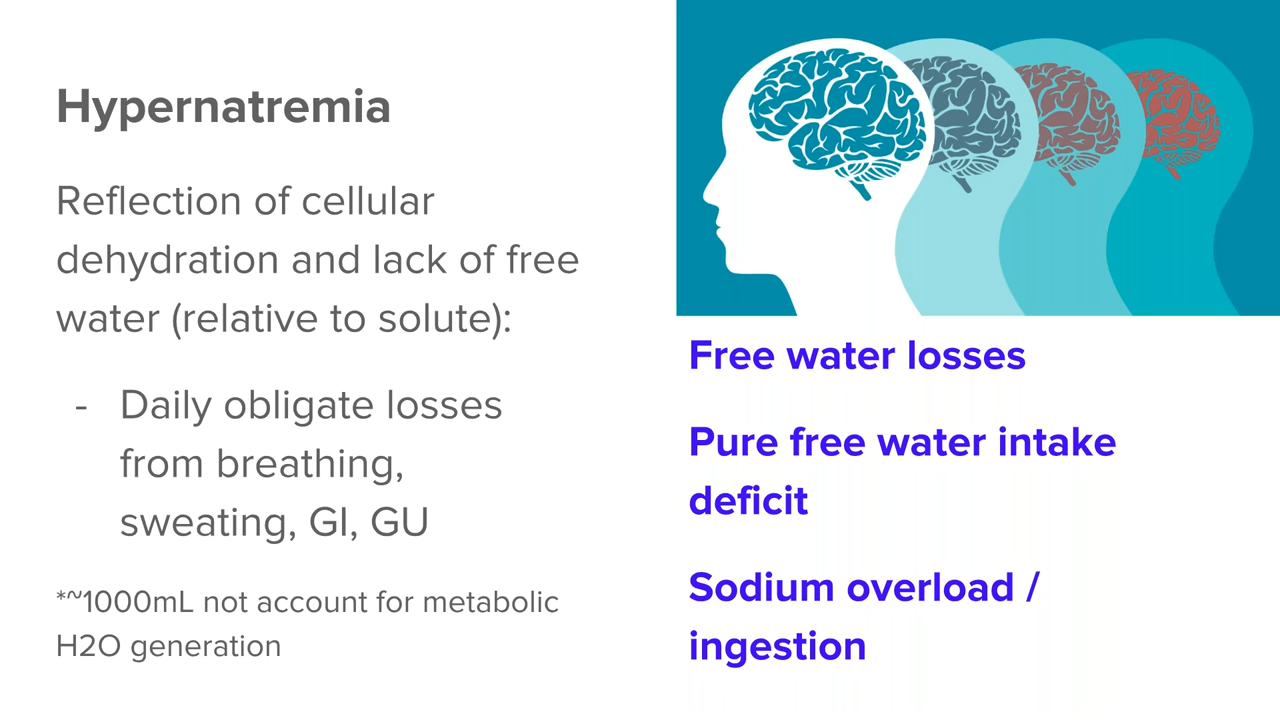 Hypernatremia
Reflection of cellular
dehydration and lack of free
water (relative to solute):
- Daily obligate losses
from breathing,
sweating, GI, GU
*~1000mL not account for metabolic
H2O generation
Free water losses
Pure free water intake
deficit
Sodium overload /
ingestion